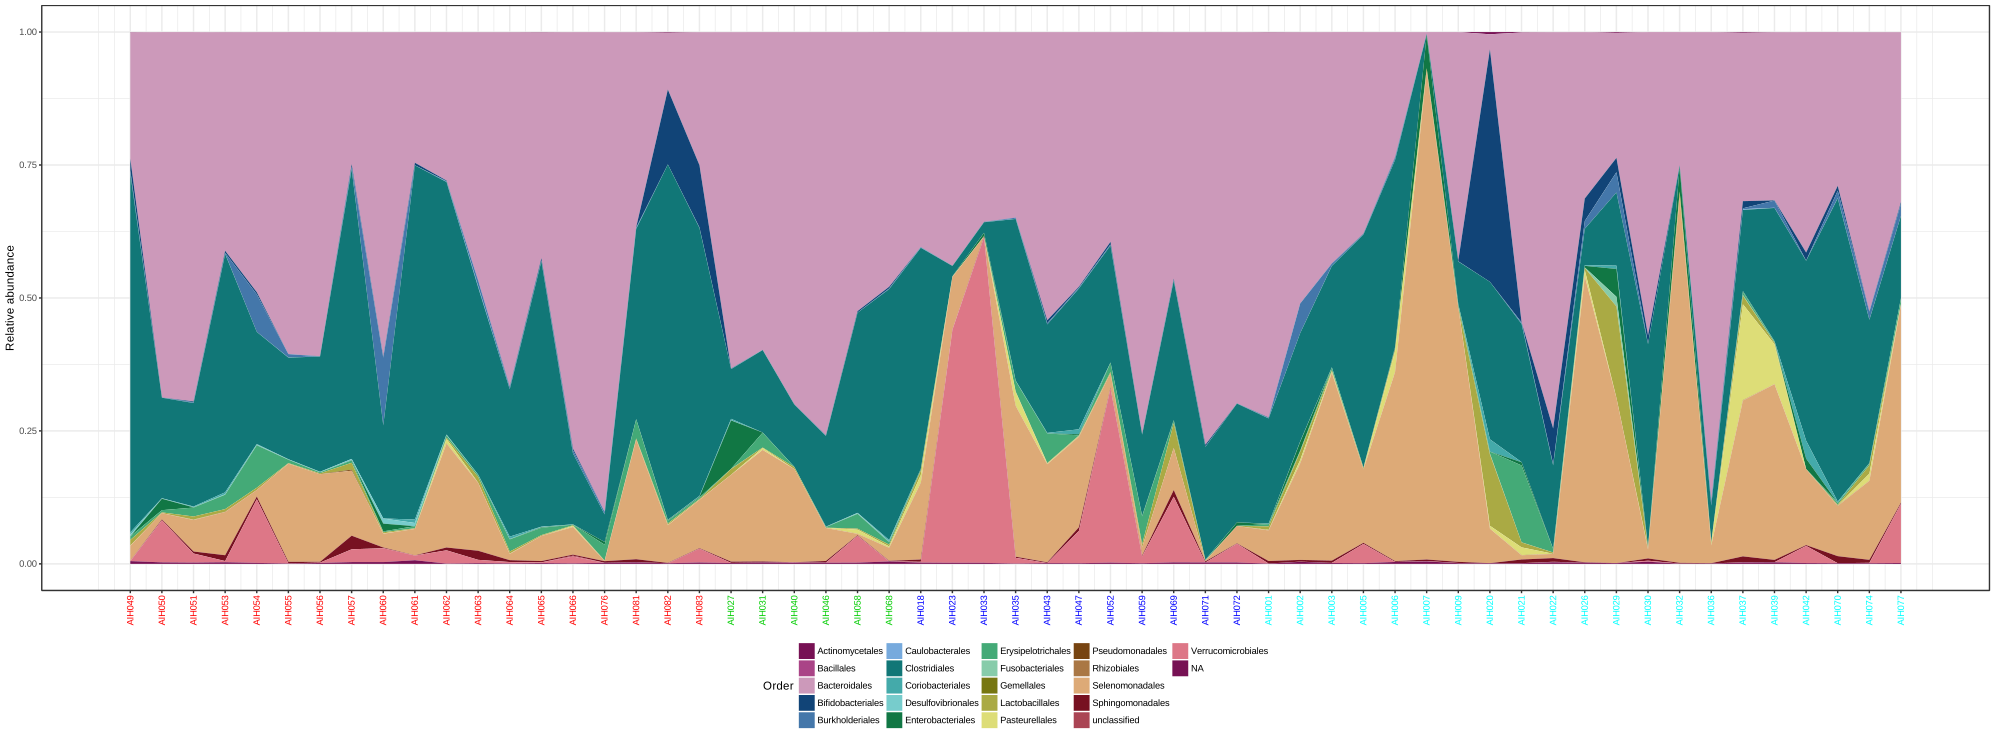 1.00
0.75
0.50
0.25
0.00
Relative abundance
AIH049 AIH050 AIH051 AIH053 AIH054 AIH055 AIH056 AIH057 AIH060 AIH061 AIH062 AIH063 AIH064 AIH065 AIH066 AIH076 AIH081 AIH082 AIH083 AIH027 AIH031 AIH040 AIH046 AIH058 AIH068 AIH018 AIH023 AIH033 AIH035 AIH043 AIH047 AIH052 AIH059 AIH069 AIH071 AIH072 AIH001 AIH002 AIH003 AIH005 AIH006 AIH007 AIH009 AIH020 AIH021 AIH022 AIH026 AIH029 AIH030 AIH032 AIH036 AIH037 AIH039 AIH042 AIH070 AIH074 AIH077
Actinomycetales Caulobacterales Erysipelotrichales Pseudomonadales Verrucomicrobiales
Bacillales Clostridiales Fusobacteriales Rhizobiales NA
Order Bacteroidales Coriobacteriales Gemellales Selenomonadales
Bifidobacteriales Desulfovibrionales Lactobacillales Sphingomonadales
Burkholderiales Enterobacteriales Pasteurellales unclassified